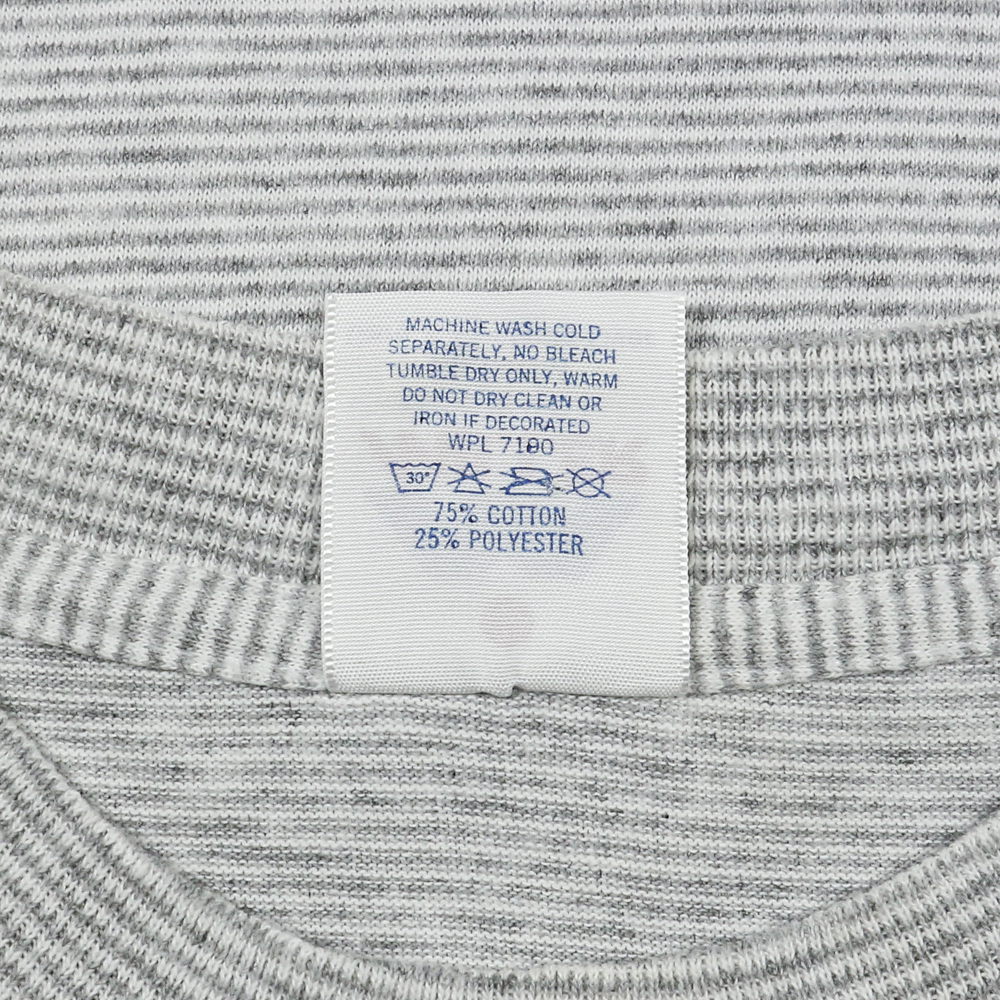 MACHINE WASH COLD
SEPARATELY, NO BLEACH
TUMBLE DRY ONLY, WARM
DO NOT DRY CLEAN OR
IRON IF DECORATED
WPL 7180
30°
75% COTTON
25% POLYESTER